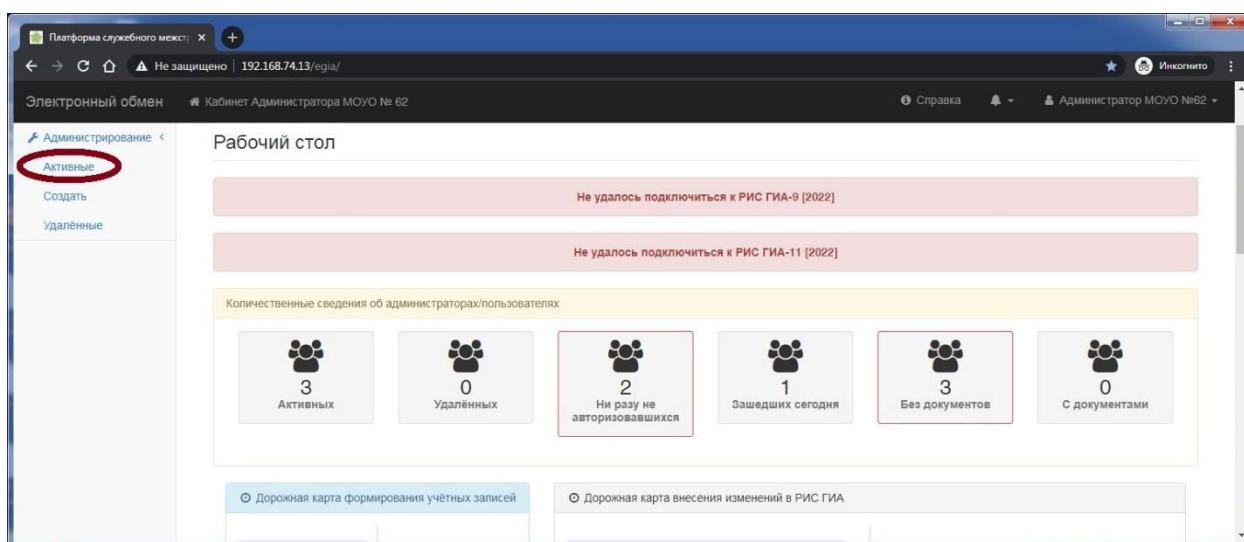 Платформа служебного межст
Не защищено | 192.168.74.13/egia/
Инкогнито
Электронный обмен
Кабинет Администратора МОУО № 62
Справка
Администратор МОУО №62
Администрирование
Активные
Создать
Удалённые
Рабочий стол
Не удалось подключиться к РИС ГИА-9 [2022]
Не удалось подключиться к РИС ГИА-11 [2022]
Количественные сведения об администраторах/пользователях
3
Активных
0
Удалённых
2
Ни разу не
авторизовавшихся
1
Зашедших сегодня
3
Без документов
0
С документами
Дорожная карта формирования учётных записей
Дорожная карта внесения изменений в РИС ГИА